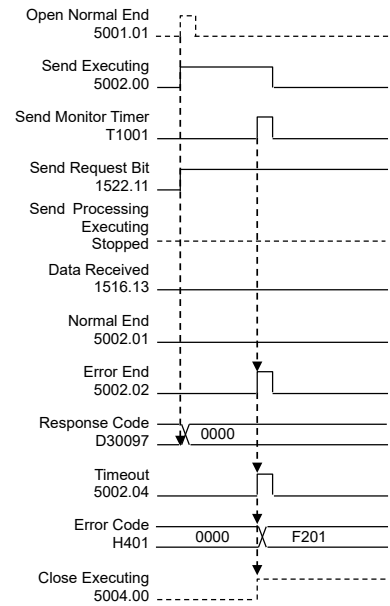 Open Normal End
5001.01
Send Executing
5002.00
Send Monitor Timer
T1001
Send Request Bit
1522.11
Send Processing
Executing
Stopped
Data Received
1516.13
Normal End
5002.01
Error End
5002.02
Response Code
D30097
0000
Timeout
5002.04
Error Code
H401
0000
F201
Close Executing
5004.00